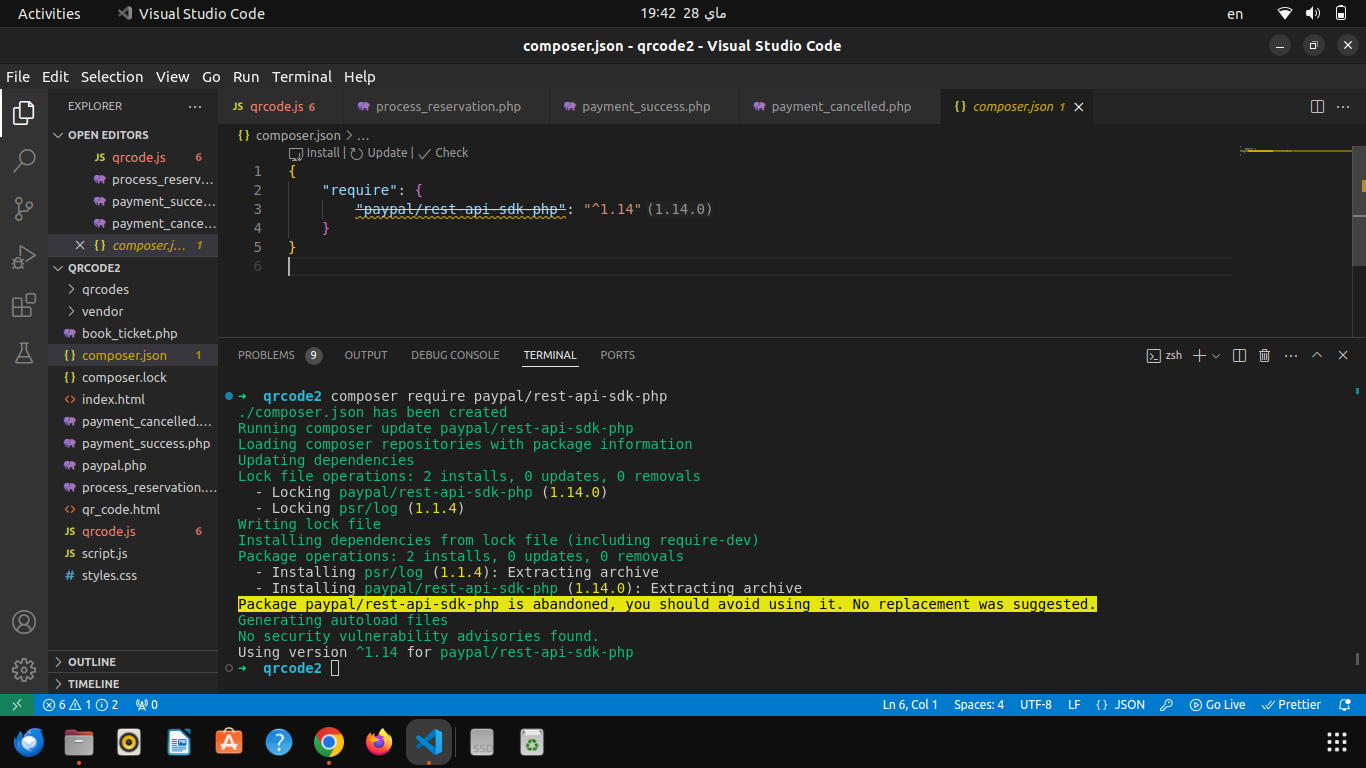 Activities Visual Studio Code 19:42 28 ماي en
composer.json - qrcode2 - Visual Studio Code
File Edit Selection View Go Run Terminal Help
EXPLORER
OPEN EDITORS
JS qrcode.js 6
process_reserv...
payment_succe...
payment_cance...
{} composer.j... 1
QRCODE2
qrcodes
vendor
book_ticket.php
{} composer.json 1
{} composer.lock
<> index.html
payment_cancelled....
payment_success.php
paypal.php
process_reservation....
<> qr_code.html
JS qrcode.js 6
JS script.js
# styles.css
OUTLINE
TIMELINE
JS qrcode.js 6 process_reservation.php payment_success.php payment_cancelled.php {} composer.json 1
{} composer.json > ...
Install | Update | Check
1 {
2 "require": {
3 "paypal/rest-api-sdk-php": "^1.14" (1.14.0)
4 }
5 }
6
PROBLEMS 9 OUTPUT DEBUG CONSOLE TERMINAL PORTS zsh
➜ qrcode2 composer require paypal/rest-api-sdk-php
./composer.json has been created
Running composer update paypal/rest-api-sdk-php
Loading composer repositories with package information
Updating dependencies
Lock file operations: 2 installs, 0 updates, 0 removals
- Locking paypal/rest-api-sdk-php (1.14.0)
- Locking psr/log (1.1.4)
Writing lock file
Installing dependencies from lock file (including require-dev)
Package operations: 2 installs, 0 updates, 0 removals
- Installing psr/log (1.1.4): Extracting archive
- Installing paypal/rest-api-sdk-php (1.14.0): Extracting archive
Package paypal/rest-api-sdk-php is abandoned, you should avoid using it. No replacement was suggested.
Generating autoload files
No security vulnerability advisories found.
Using version ^1.14 for paypal/rest-api-sdk-php
➜ qrcode2
6 1 2 0 Ln 6, Col 1 Spaces: 4 UTF-8 LF {} JSON Go Live Prettier
SSD